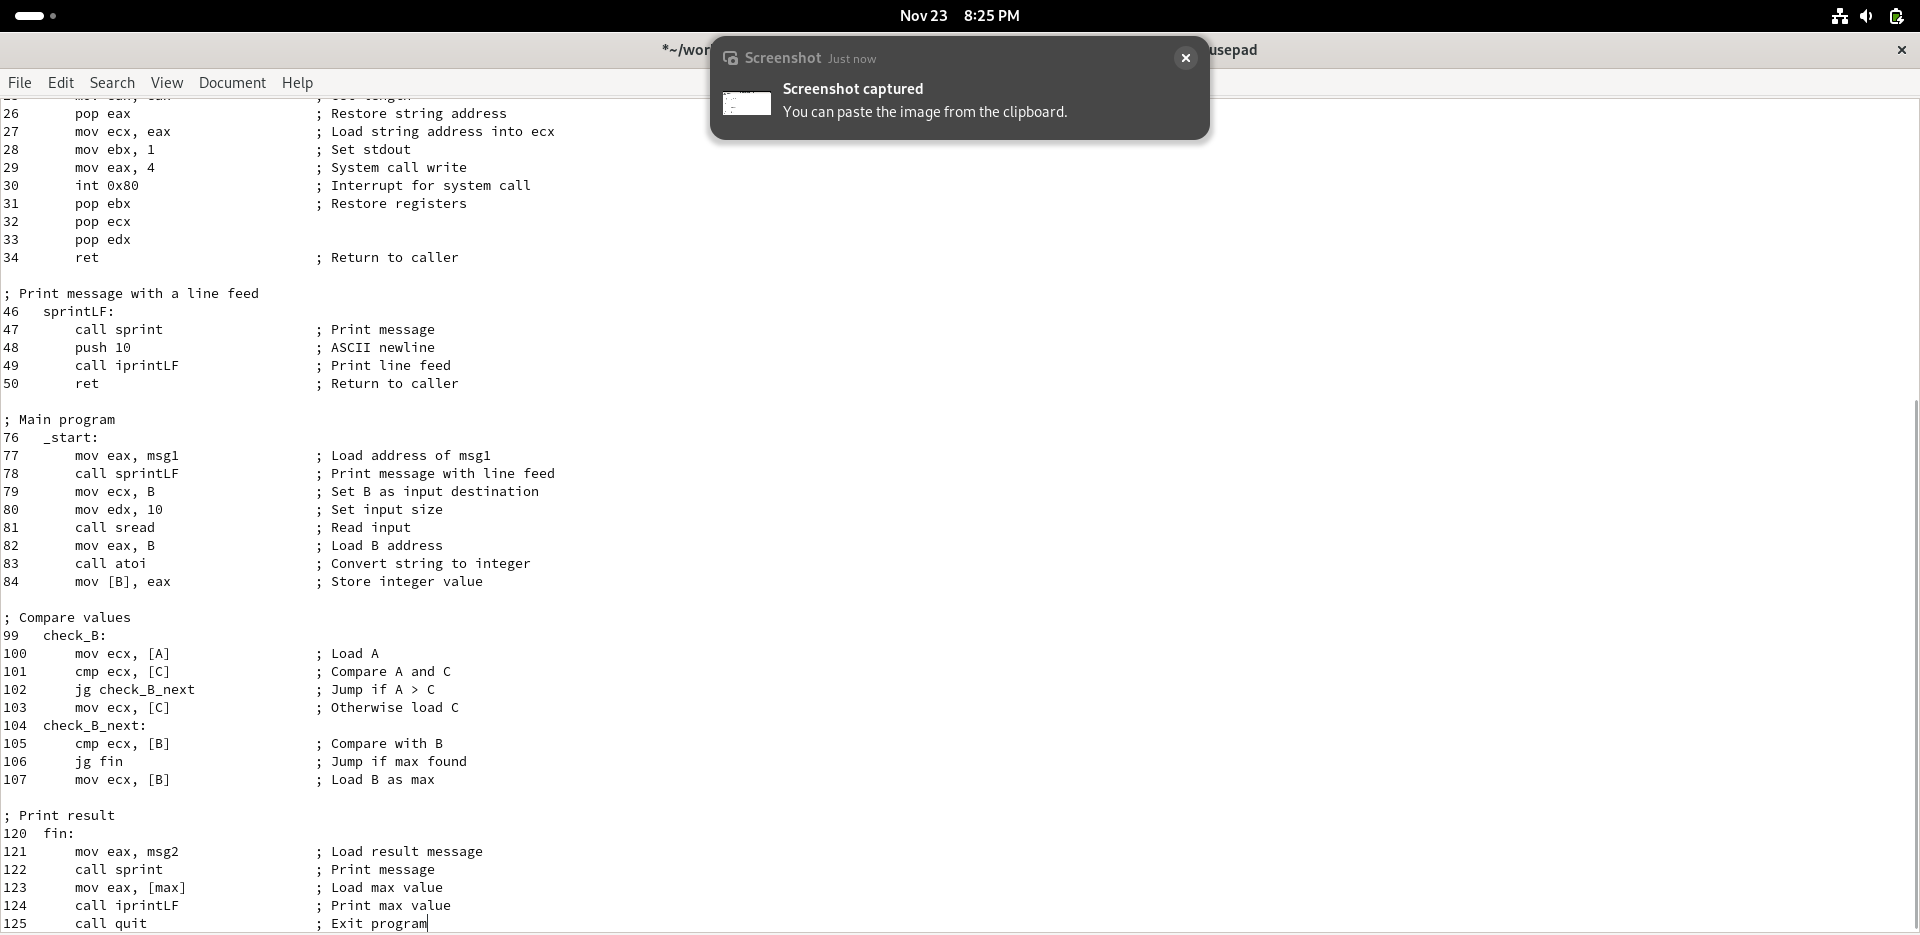 Nov 23 8:25 PM
*~/wor
usepad
Screenshot Just now
Screenshot captured
You can paste the image from the clipboard.
File Edit Search View Document Help
26 pop eax ; Restore string address
27 mov ecx, eax ; Load string address into ecx
28 mov ebx, 1 ; Set stdout
29 mov eax, 4 ; System call write
30 int 0x80 ; Interrupt for system call
31 pop ebx ; Restore registers
32 pop ecx
33 pop edx
34 ret ; Return to caller
; Print message with a line feed
46 sprintLF:
47 call sprint ; Print message
48 push 10 ; ASCII newline
49 call iprintLF ; Print line feed
50 ret ; Return to caller
; Main program
76 _start:
77 mov eax, msg1 ; Load address of msg1
78 call sprintLF ; Print message with line feed
79 mov ecx, B ; Set B as input destination
80 mov edx, 10 ; Set input size
81 call sread ; Read input
82 mov eax, B ; Load B address
83 call atoi ; Convert string to integer
84 mov [B], eax ; Store integer value
; Compare values
99 check_B:
100 mov ecx, [A] ; Load A
101 cmp ecx, [C] ; Compare A and C
102 jg check_B_next ; Jump if A > C
103 mov ecx, [C] ; Otherwise load C
104 check_B_next:
105 cmp ecx, [B] ; Compare with B
106 jg fin ; Jump if max found
107 mov ecx, [B] ; Load B as max
; Print result
120 fin:
121 mov eax, msg2 ; Load result message
122 call sprint ; Print message
123 mov eax, [max] ; Load max value
124 call iprintLF ; Print max value
125 call quit ; Exit program